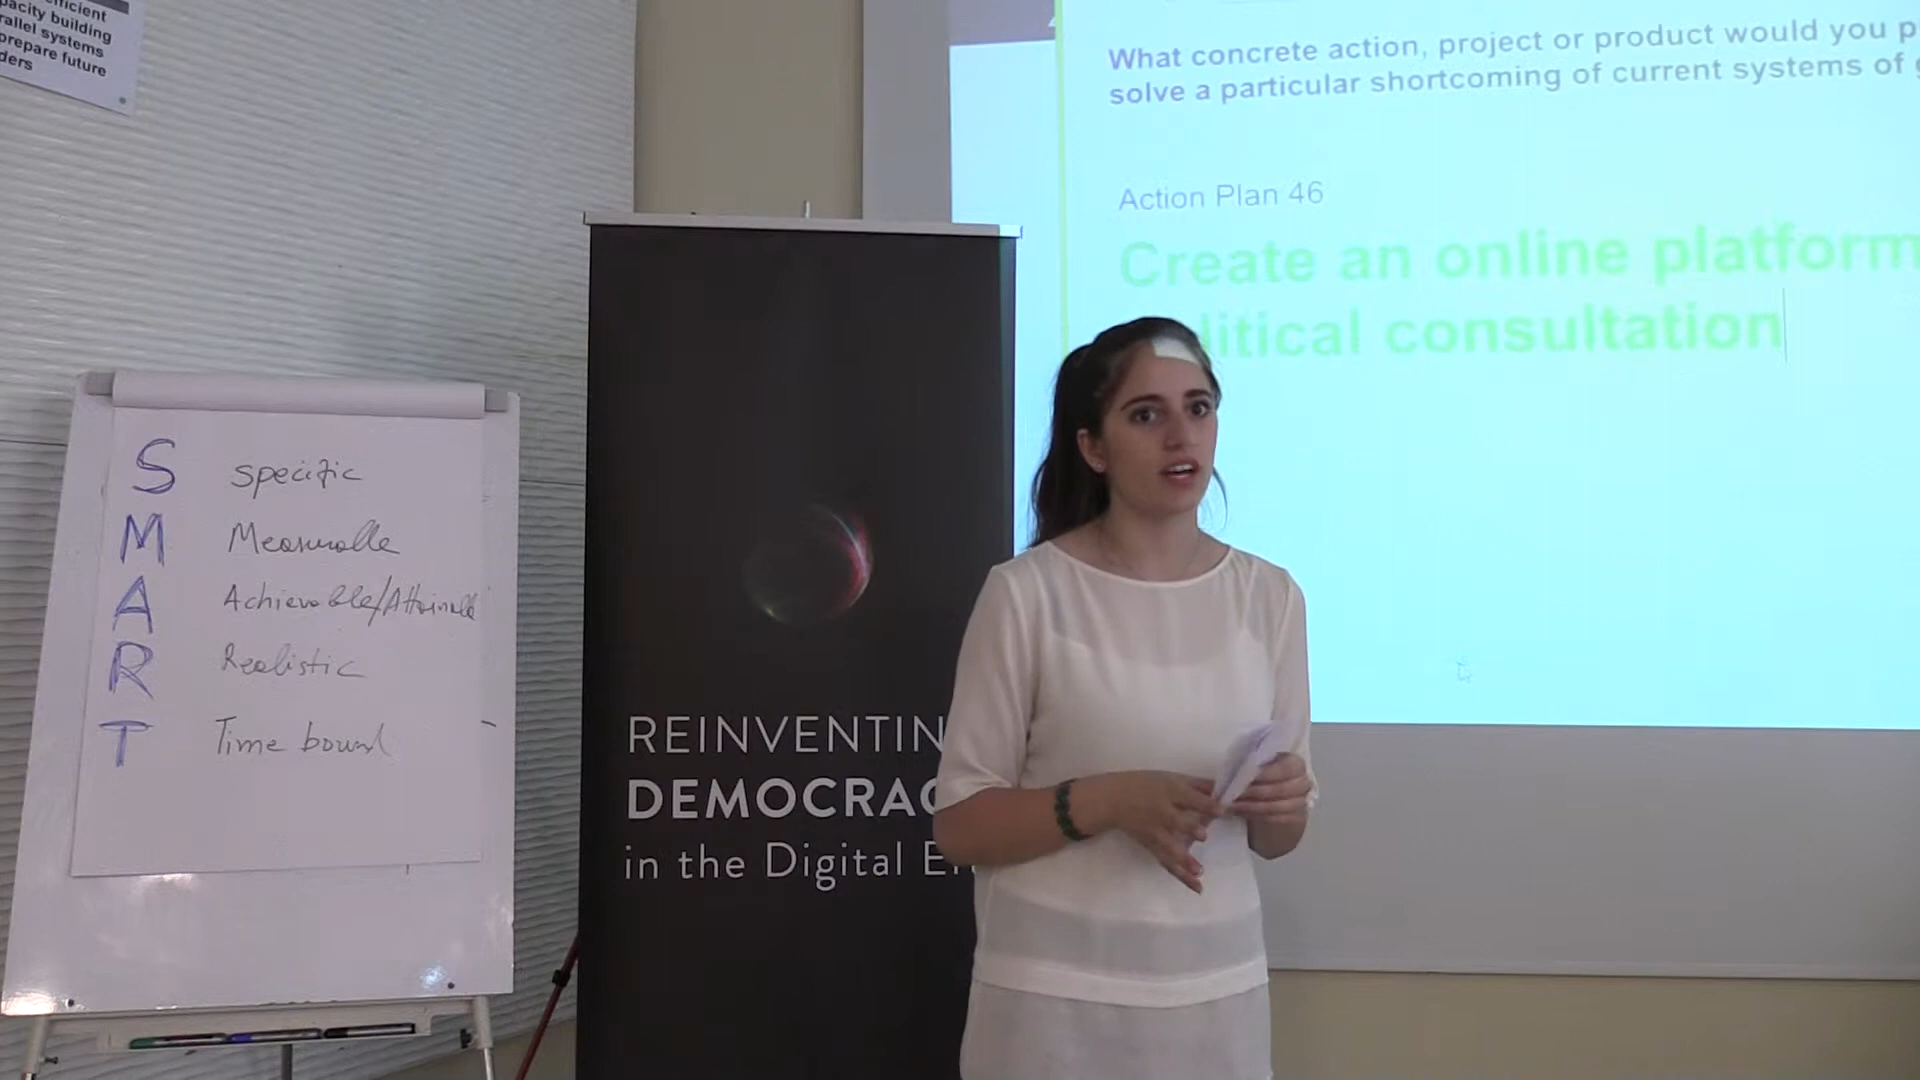 efficient
pacity building
rallel systems
prepare future
ders
S specific
M Measurable
A Achievable/Attainable
R Realistic
T Time bound
REINVENTIN
DEMOCRAC
in the Digital E
What concrete action, project or product would you p
solve a particular shortcoming of current systems of g
Action Plan 46
Create an online platform
litical consultation